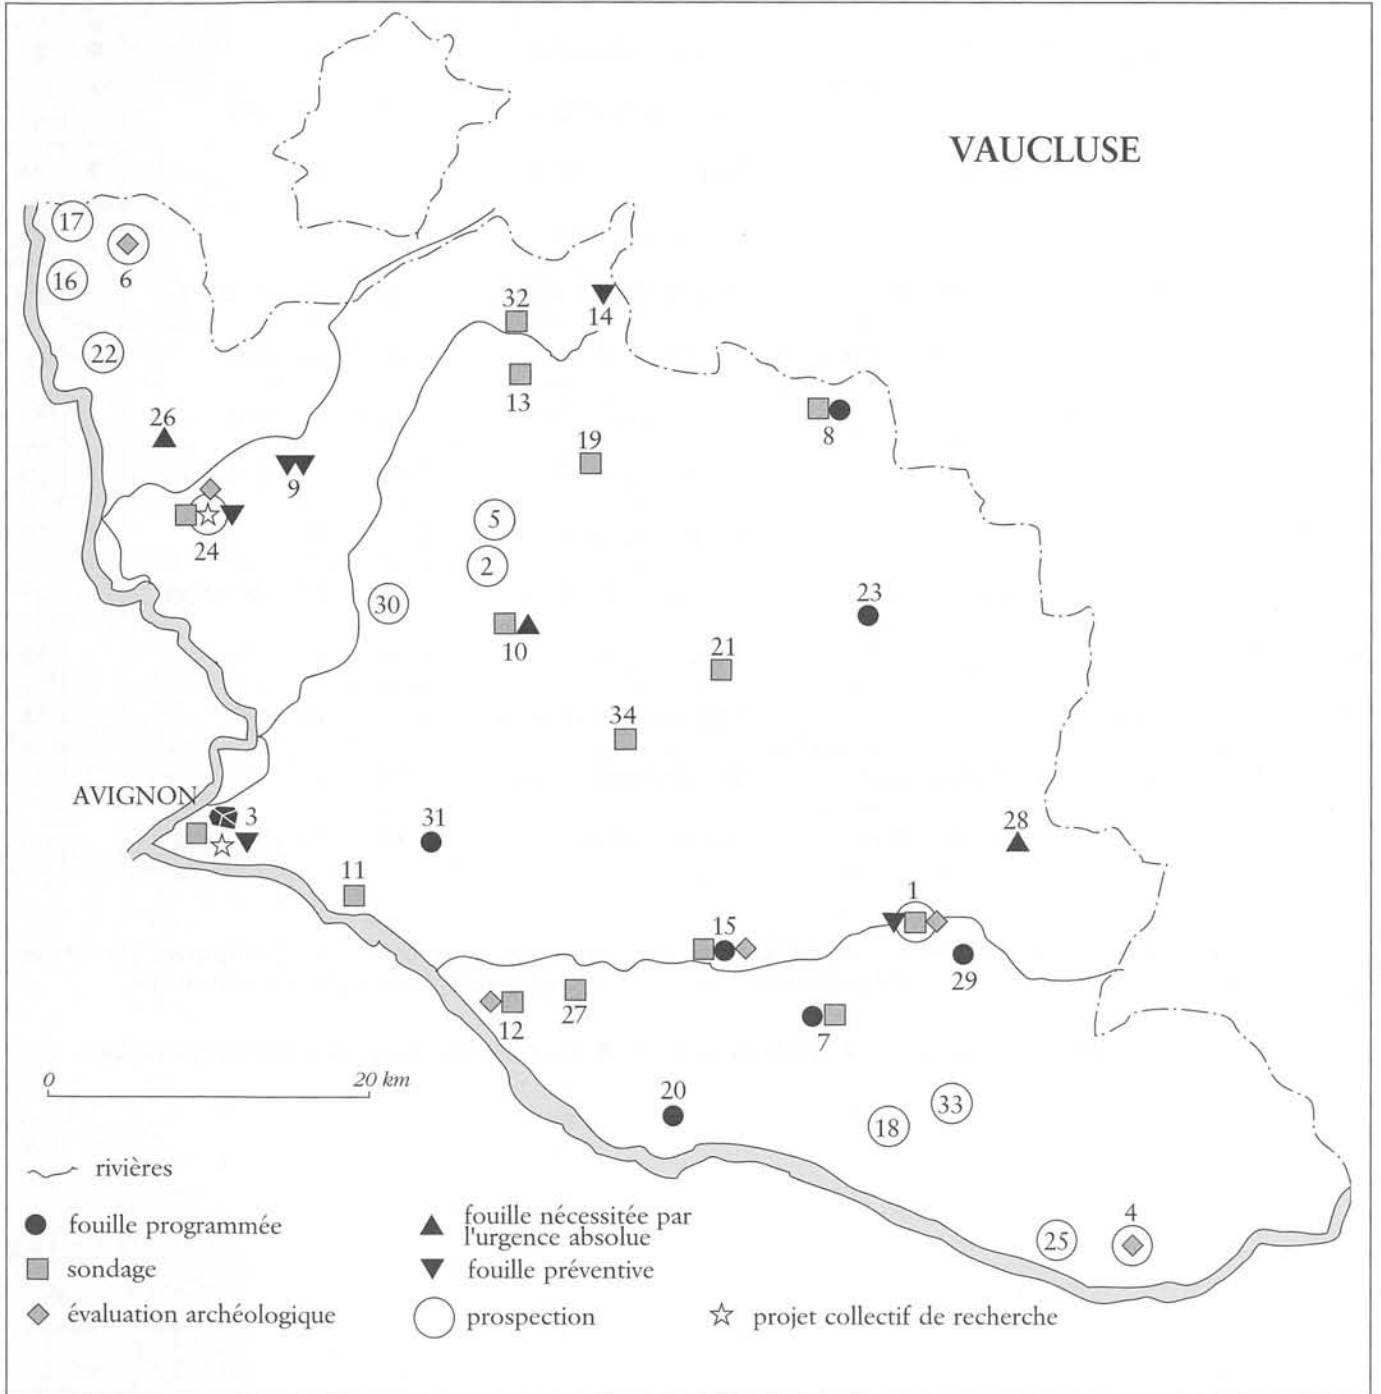 VAUCLUSE
17
6
16
32
14
22
13
26
8
19
9
5
24
2
30
23
10
21
34
AVIGNON
3
31
28
11
1
15
29
12
27
7
0 20 km
20
33
18
4
25
rivières
fouille programmée
sondage
évaluation archéologique
fouille nécessitée par
l'urgence absolue
fouille préventive
prospection
projet collectif de recherche